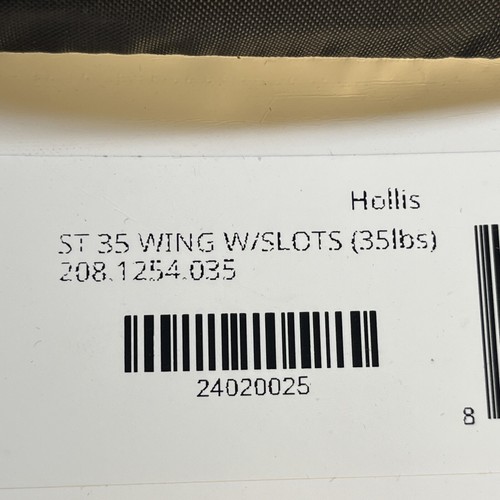 Hollis
ST 35 WING W/SLOTS (35lbs)
208.1254.035
24020025
8